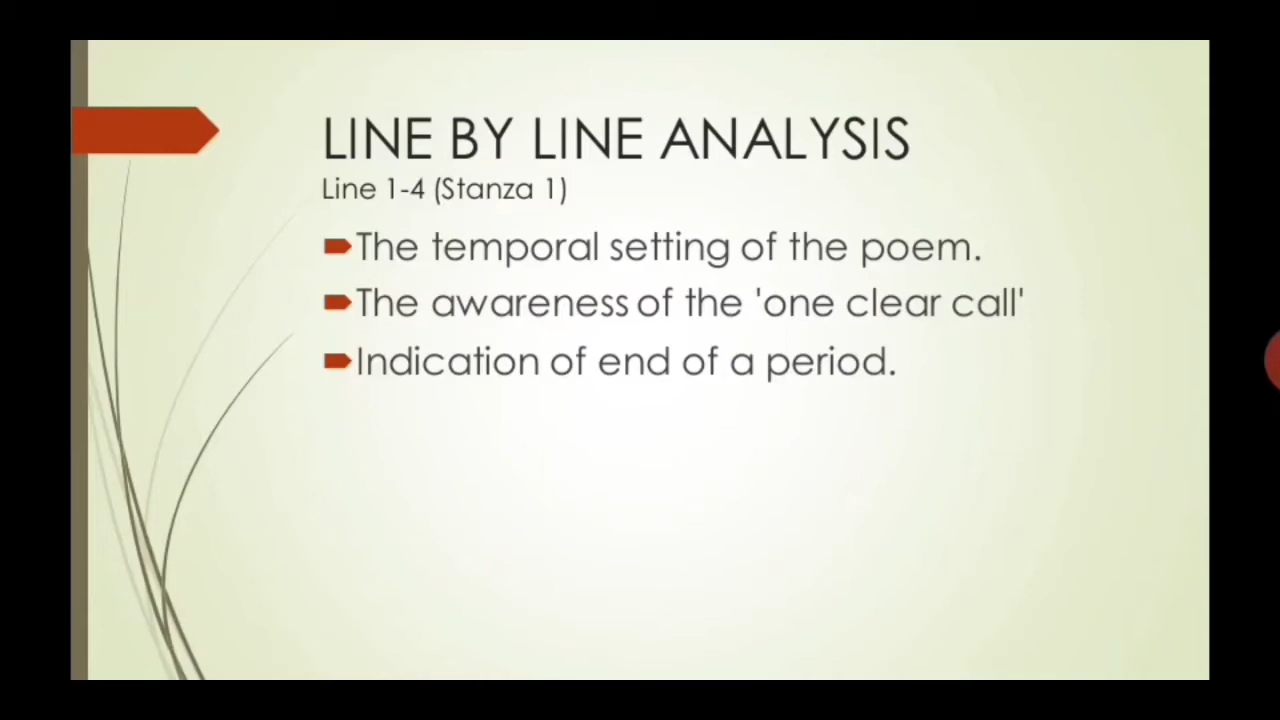 LINE BY LINE ANALYSIS
Line 1-4 (Stanza 1)
The temporal setting of the poem.
The awareness of the 'one clear call'
Indication of end of a period.